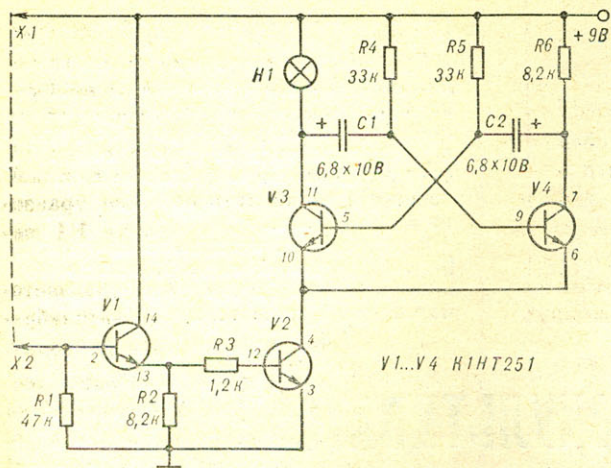 X1
+ 9В
H1
R4
33к
R5
33к
R6
8,2к
+
C1
6,8×10В
C2
+
6,8×10В
V3
11
5
10
V4
7
9
6
V1
14
2
13
X2
R1
47к
R2
8,2к
R3
1,2к
V2
4
12
3
V1...V4 К1НТ251